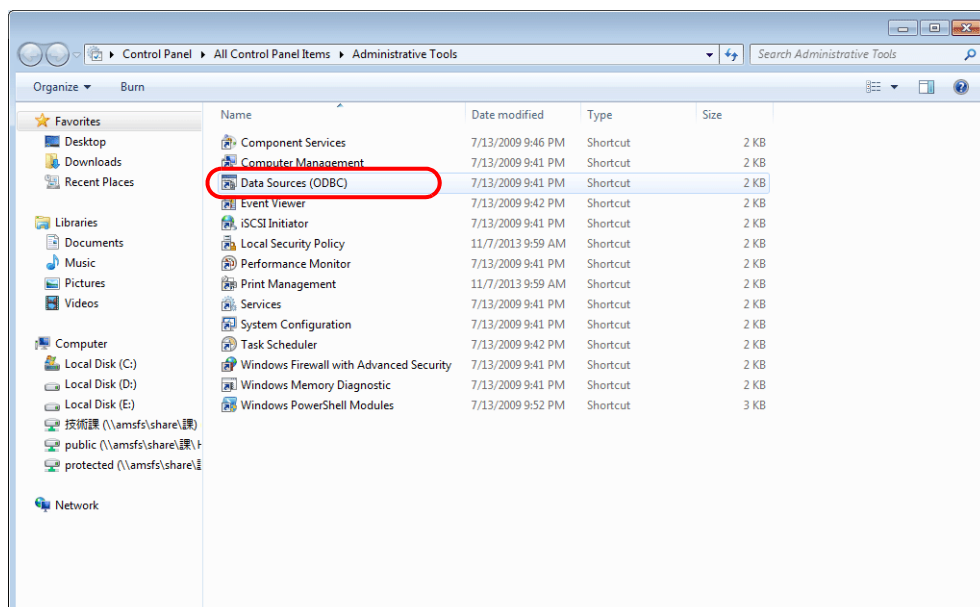 Control Panel ▸ All Control Panel Items ▸ Administrative Tools
Search Administrative Tools
Organize Burn
Name Date modified Type Size
Favorites
Desktop
Downloads
Recent Places
Libraries
Documents
Music
Pictures
Videos
Computer
Local Disk (C:)
Local Disk (D:)
Local Disk (E:)
技術課 (\\amsfs\share\課)
public (\\amsfs\share\課\H
protected (\\amsfs\share\
Network
Component Services 7/13/2009 9:46 PM Shortcut 2 KB
Computer Management 7/13/2009 9:41 PM Shortcut 2 KB
Data Sources (ODBC) 7/13/2009 9:41 PM Shortcut 2 KB
Event Viewer 7/13/2009 9:42 PM Shortcut 2 KB
iSCSI Initiator 7/13/2009 9:41 PM Shortcut 2 KB
Local Security Policy 11/7/2013 9:59 AM Shortcut 2 KB
Performance Monitor 7/13/2009 9:41 PM Shortcut 2 KB
Print Management 11/7/2013 9:59 AM Shortcut 2 KB
Services 7/13/2009 9:41 PM Shortcut 2 KB
System Configuration 7/13/2009 9:41 PM Shortcut 2 KB
Task Scheduler 7/13/2009 9:42 PM Shortcut 2 KB
Windows Firewall with Advanced Security 7/13/2009 9:41 PM Shortcut 2 KB
Windows Memory Diagnostic 7/13/2009 9:41 PM Shortcut 2 KB
Windows PowerShell Modules 7/13/2009 9:52 PM Shortcut 3 KB